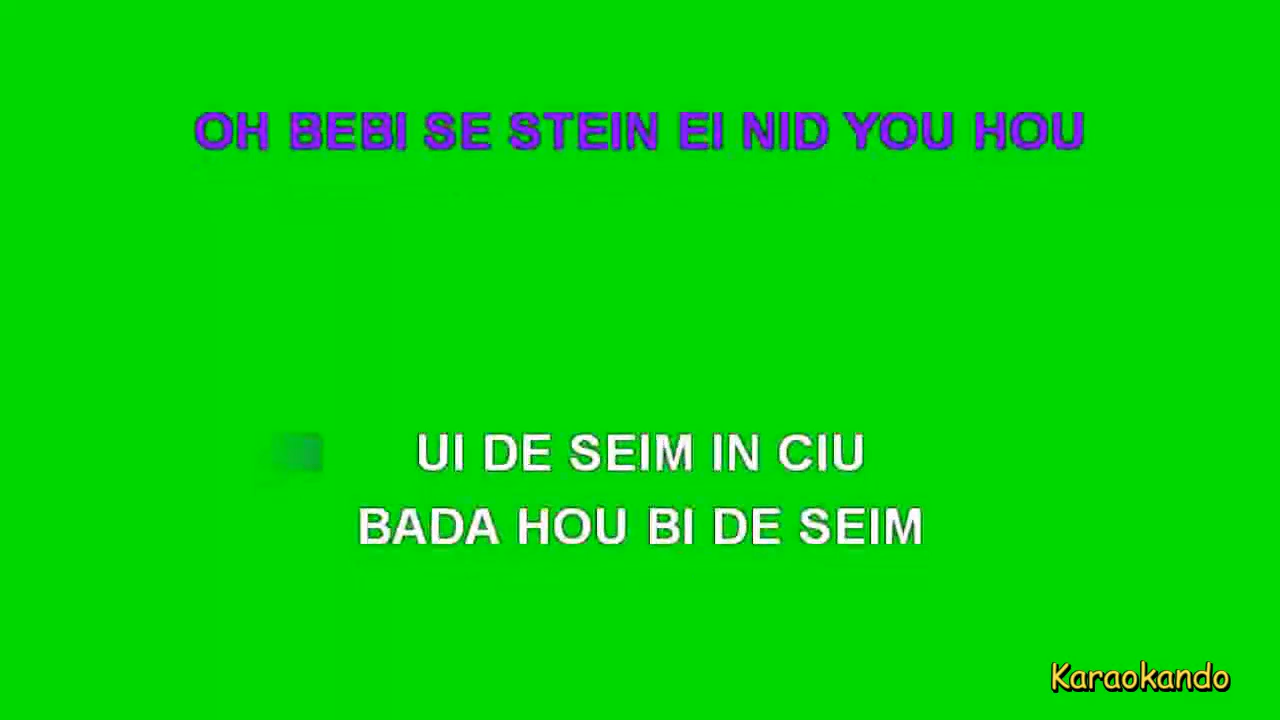 OH BEBI SE STEIN EI NID YOU HOU
UI DE SEIM IN CIU
BADA HOU BI DE SEIM
Karaokando